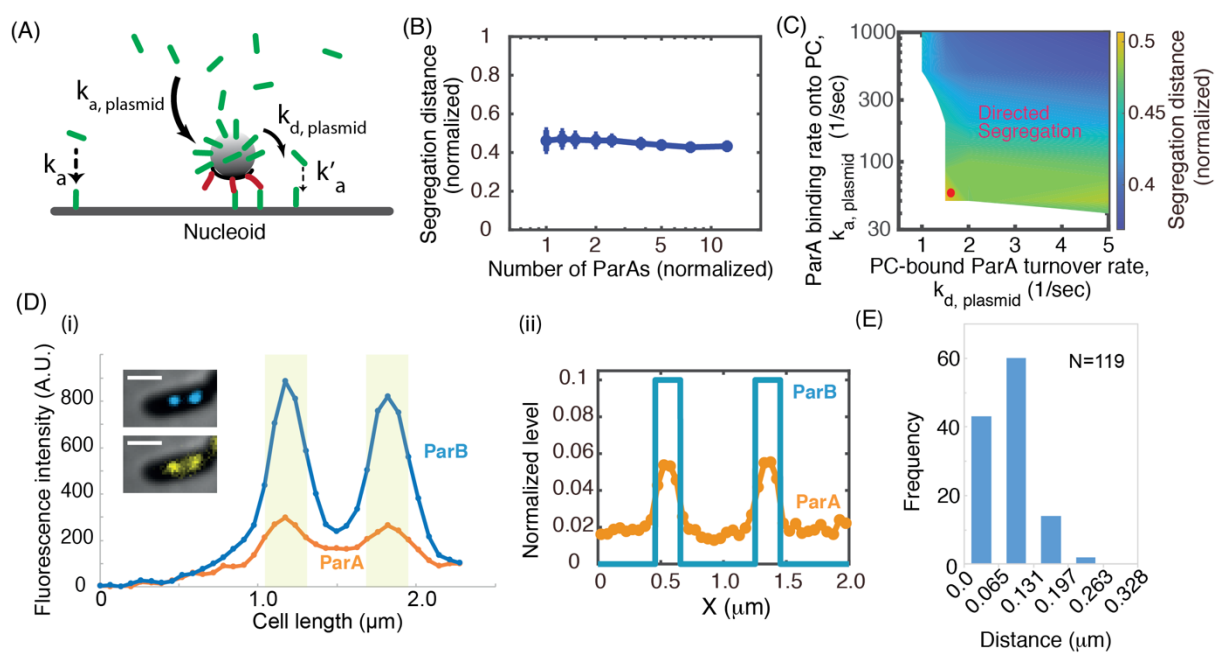 (A)
k a, plasmid
k d, plasmid
k a
k' a
Nucleoid
(B)
Segregation distance
(normalized)
1
0.8
0.6
0.4
0.2
0
1
2
5
10
Number of ParAs (normalized)
(C)
ParA binding rate onto PC,
k a, plasmid (1/sec)
1000
300
100
30
Directed
Segregation
1
2
3
4
5
PC-bound ParA turnover rate,
k d, plasmid (1/sec)
0.5
0.45
0.4
Segregation distance
(normalized)
(D)
(i)
Fluorescence intensity (A.U.)
800
600
400
300
200
0
ParB
ParA
0
1.0
2.0
Cell length (µm)
(ii)
Normalized level
0.1
0.08
0.06
0.04
0.02
0
ParB
ParA
0
0.5
1.0
1.5
2.0
X (µm)
(E)
N=119
Frequency
60
40
20
0
0.0
0.065
0.131
0.197
0.263
0.328
Distance (µm)